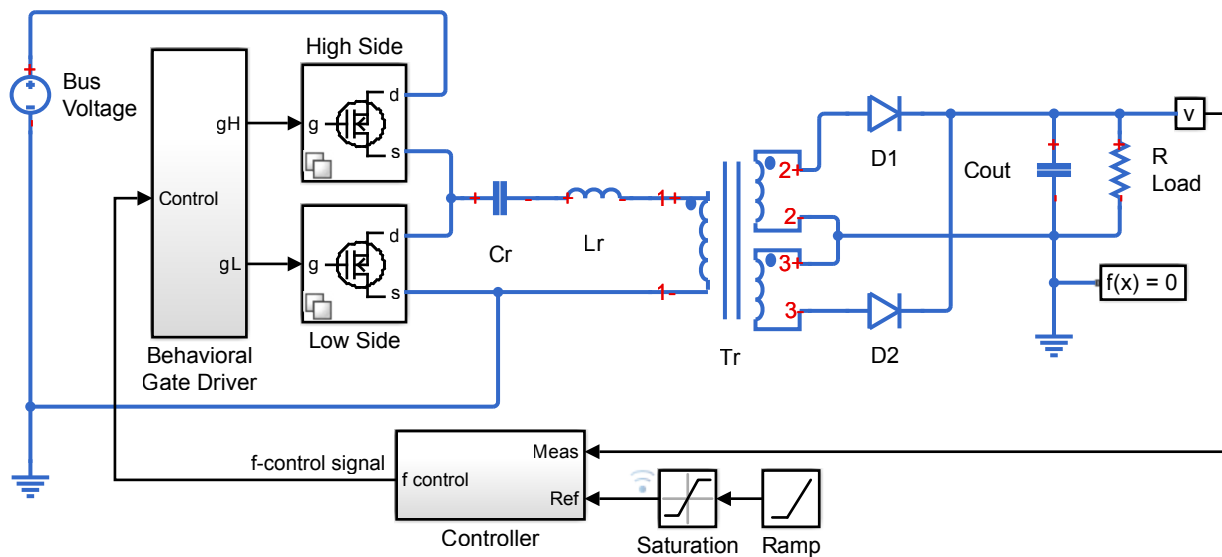 High Side
Bus
Voltage
+
+
-
gH
g
d
s
Control
gL
g
d
s
Low Side
Behavioral
Gate Driver
+
-
Cr
+
-
Lr
1+
1-
2+
2-
3+
3-
Tr
D1
D2
+
-
Cout
+
-
R
Load
v
f(x) = 0
f-control signal
f control
Meas
Ref
Controller
Saturation
Ramp